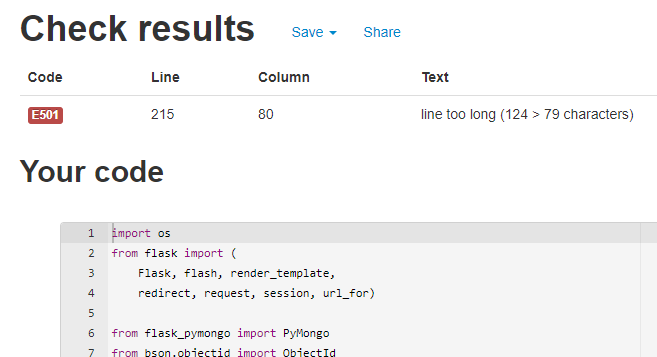 Check results Save Share
Code Line Column Text
E501 215 80 line too long (124 > 79 characters)
Your code
1 import os
2 from flask import (
3 Flask, flash, render_template,
4 redirect, request, session, url_for)
5
6 from flask_pymongo import PyMongo
7 from bson.objectid import ObjectId